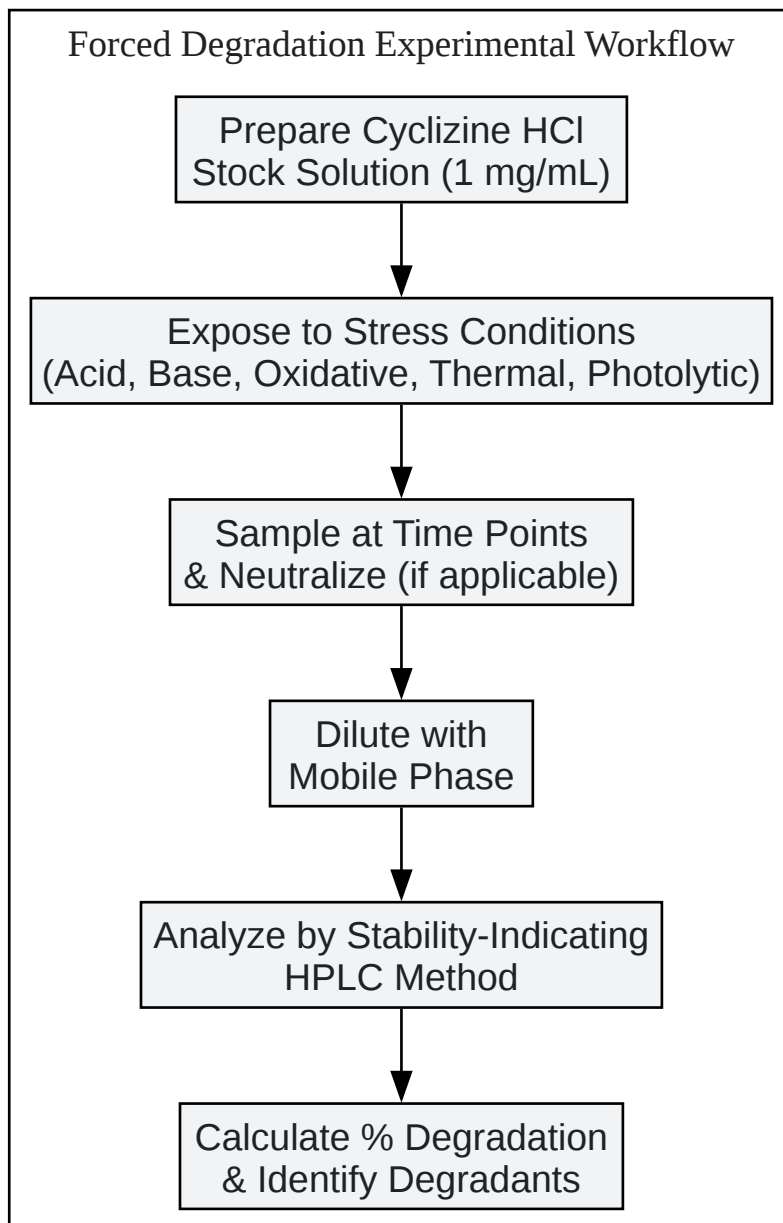 Forced Degradation Experimental Workflow
Prepare Cyclizine HCl
Stock Solution (1 mg/mL)
Expose to Stress Conditions
(Acid, Base, Oxidative, Thermal, Photolytic)
Sample at Time Points
& Neutralize (if applicable)
Dilute with
Mobile Phase
Analyze by Stability-Indicating
HPLC Method
Calculate % Degradation
& Identify Degradants